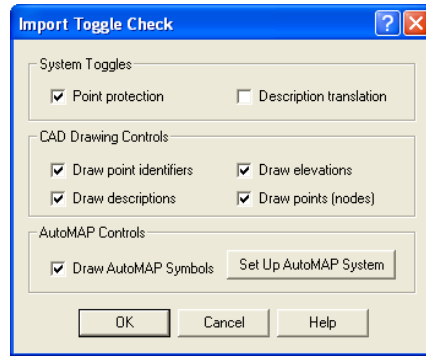 Import Toggle Check
System Toggles
Point protection Description translation
CAD Drawing Controls
Draw point identifiers Draw elevations
Draw descriptions Draw points (nodes)
AutoMAP Controls
Draw AutoMAP Symbols Set Up AutoMAP System
OK Cancel Help